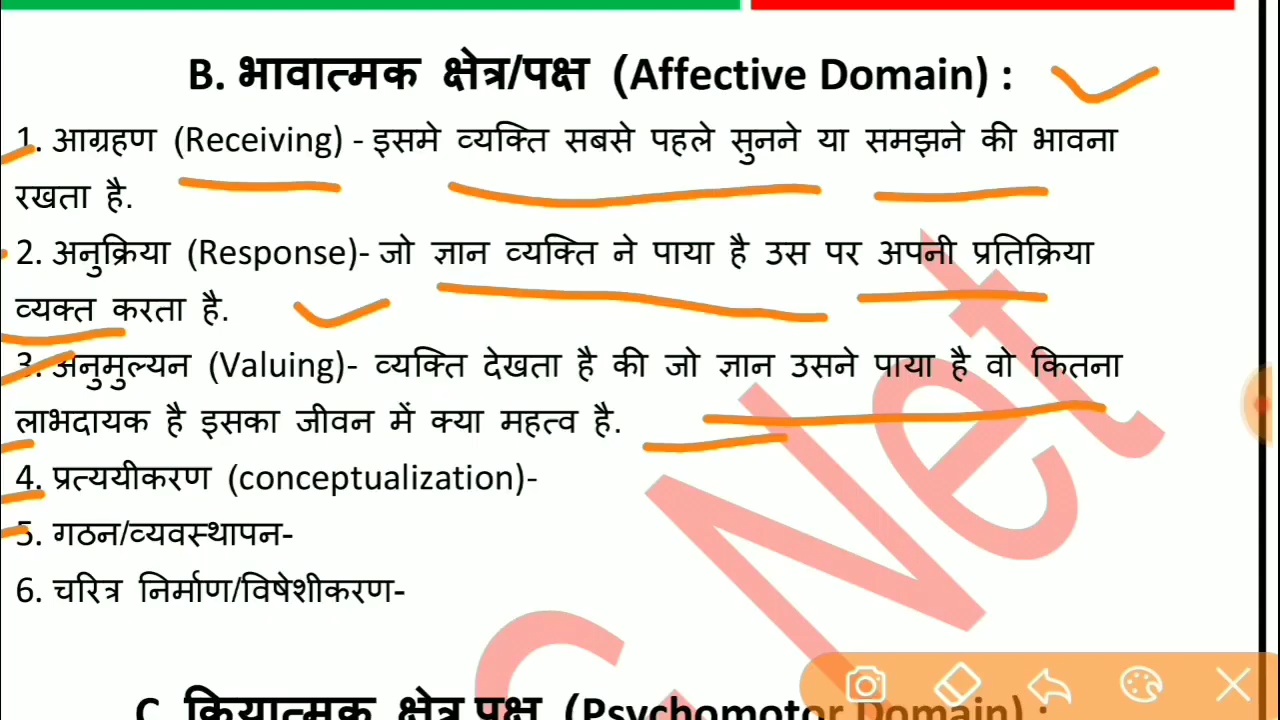 B. भावात्मक क्षेत्र/पक्ष (Affective Domain) :
1. आग्रहण (Receiving) - इसमे व्यक्ति सबसे पहले सुनने या समझने की भावना
रखता है.
2. अनुक्रिया (Response)- जो ज्ञान व्यक्ति ने पाया है उस पर अपनी प्रतिक्रिया
व्यक्त करता है.
3. अनुमुल्यन (Valuing)- व्यक्ति देखता है की जो ज्ञान उसने पाया है वो कितना
लाभदायक है इसका जीवन में क्या महत्व है.
4. प्रत्ययीकरण (conceptualization)-
5. गठन/व्यवस्थापन-
6. चरित्र निर्माण/विषेशीकरण-
C. क्रियात्मक क्षेत्र पक्ष (Psychomotor Domain) :
Net